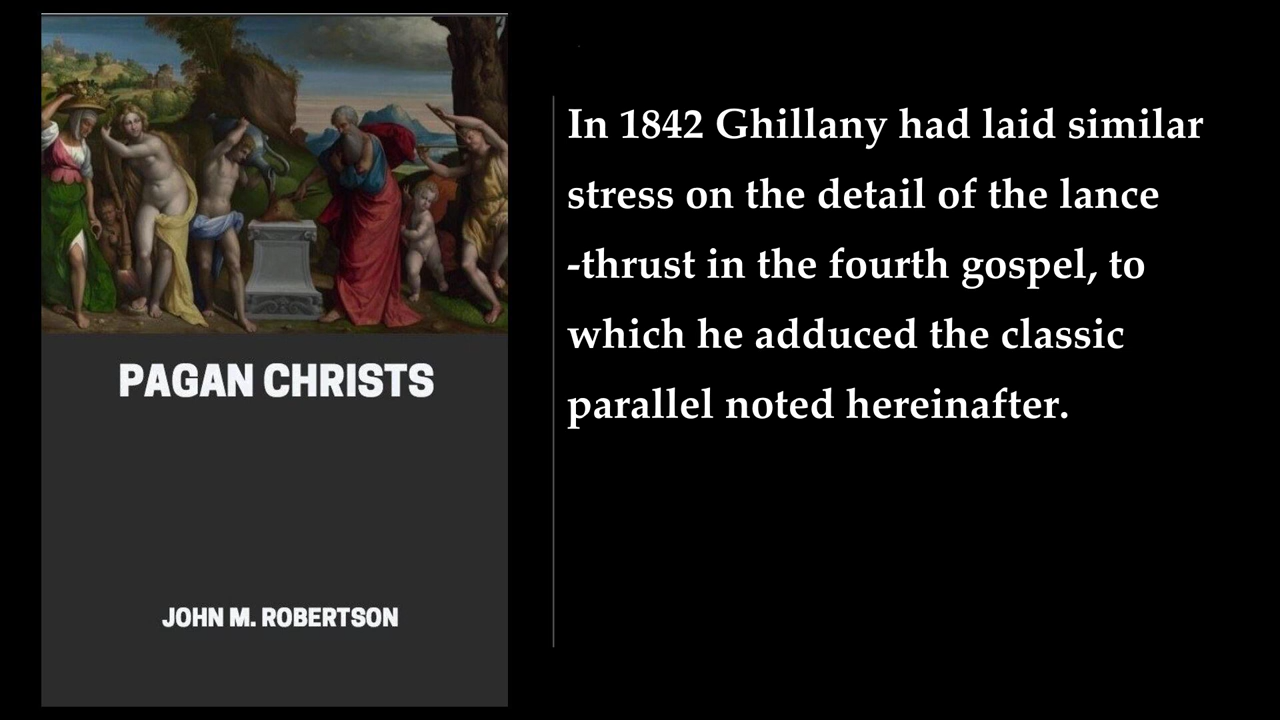 PAGAN CHRISTS
JOHN M. ROBERTSON
In 1842 Ghillany had laid similar
stress on the detail of the lance
-thrust in the fourth gospel, to
which he adduced the classic
parallel noted hereinafter.